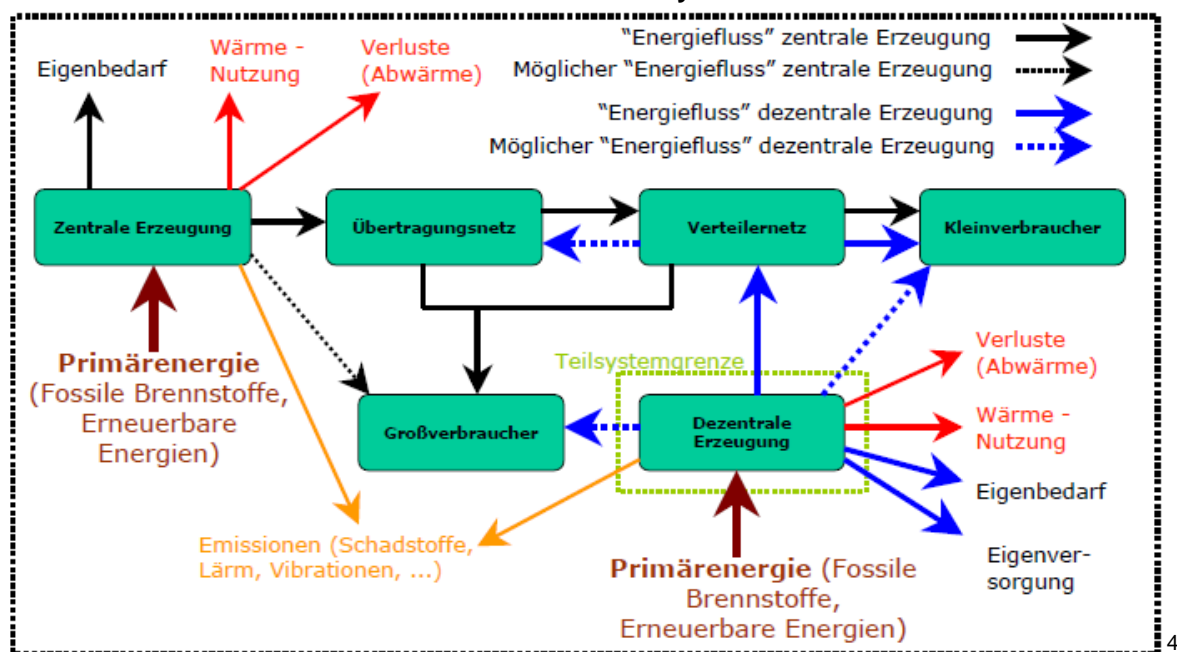 "Energiefluss" zentrale Erzeugung
Möglicher "Energiefluss" zentrale Erzeugung
"Energiefluss" dezentrale Erzeugung
Möglicher "Energiefluss" dezentrale Erzeugung
Eigenbedarf
Wärme -
Nutzung
Verluste
(Abwärme)
Zentrale Erzeugung
Übertragungsnetz
Verteilernetz
Kleinverbraucher
Primärenergie
(Fossile Brennstoffe,
Erneuerbare
Energien)
Teilsystemgrenze
Großverbraucher
Dezentrale
Erzeugung
Verluste
(Abwärme)
Wärme -
Nutzung
Eigenbedarf
Eigenver-
sorgung
Emissionen (Schadstoffe,
Lärm, Vibrationen, ...)
Primärenergie (Fossile
Brennstoffe,
Erneuerbare Energien)
4